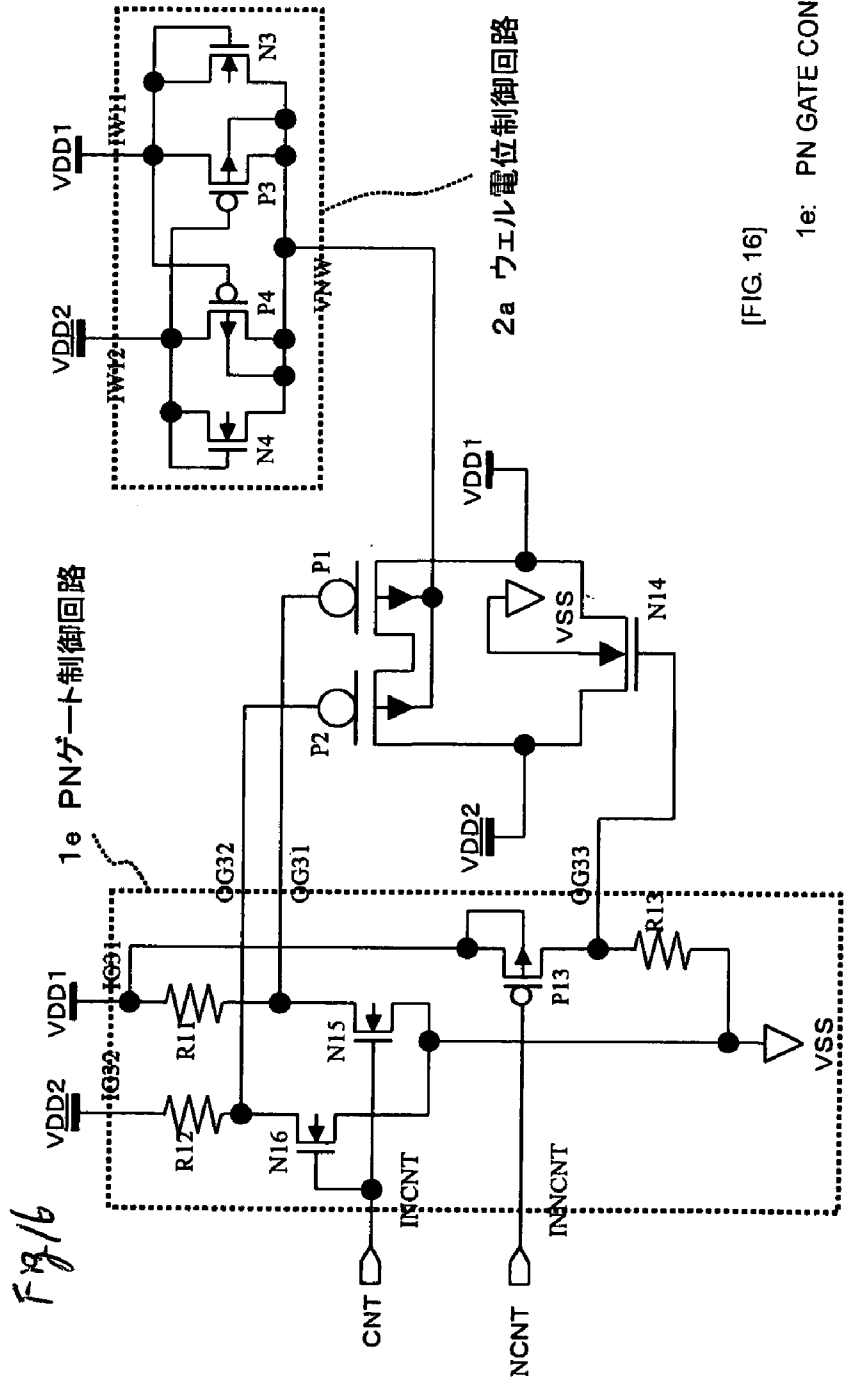 Fig 16
1e PNゲート制御回路
VDD2
VDD1
IG32
IG31
R12
R11
OG32
OG31
N16
N15
CNT
INCNT
NCNT
INNCNT
P13
OG33
R13
VSS
P2
P1
VDD2
VDD1
VSS
N14
VDD2
VDD1
IW12
IW11
N4
P4
P3
N3
VNW
2a ウェル電位制御回路
[FIG. 16]
1e: PN GATE CON